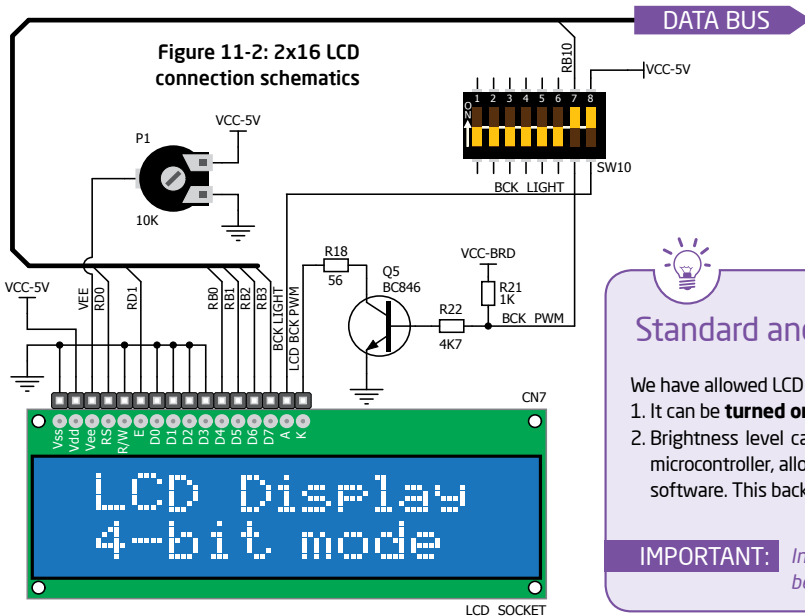 DATA BUS
Figure 11-2: 2x16 LCD
connection schematics
RB10
VCC-5V
1 2 3 4 5 6 7 8
ON
SW10
BCK LIGHT
VCC-5V
P1
10K
R18
56
Q5
BC846
VCC-BRD
R21
1K
R22
4K7
BCK PWM
VCC-5V
VEE
RD0
RD1
RB0
RB1
RB2
RB3
BCK LIGHT
LCD BCK PWM
CN7
Vss Vdd Vee RS R/W E D0 D1 D2 D3 D4 D5 D6 D7 A K
LCD Display
4-bit mode
LCD SOCKET
Standard and
We have allowed LCD
1. It can be turned on
2. Brightness level ca
microcontroller, allo
software. This back
IMPORTANT:
In
be